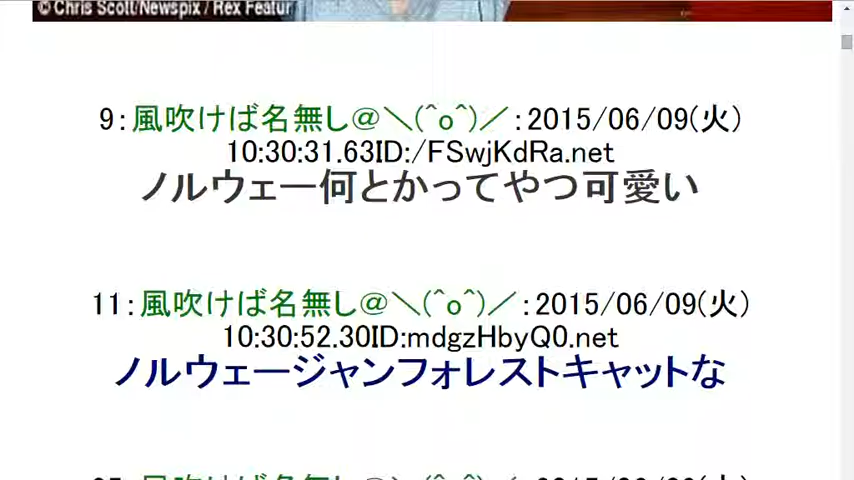 © Chris Scott/Newspix / Rex Featur
9：風吹けば名無し＠＼(^o^)／：2015/06/09(火)
10:30:31.63ID:/FSwjKdRa.net
ノルウェー何とかってやつ可愛い
11：風吹けば名無し＠＼(^o^)／：2015/06/09(火)
10:30:52.30ID:mdgzHbyQ0.net
ノルウェージャンフォレストキャットな